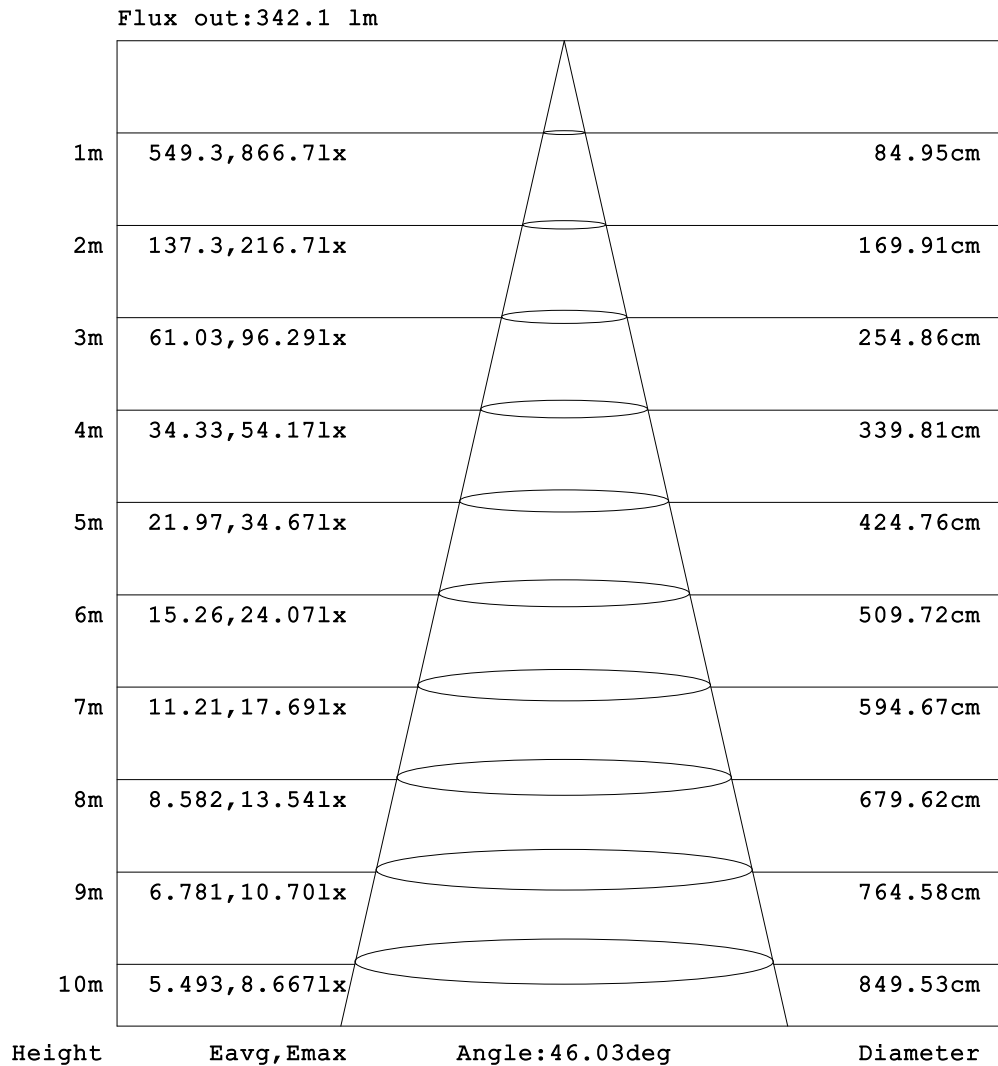 Flux out:342.1 lm
1m 549.3,866.7lx 84.95cm
2m 137.3,216.7lx 169.91cm
3m 61.03,96.29lx 254.86cm
4m 34.33,54.17lx 339.81cm
5m 21.97,34.67lx 424.76cm
6m 15.26,24.07lx 509.72cm
7m 11.21,17.69lx 594.67cm
8m 8.582,13.54lx 679.62cm
9m 6.781,10.70lx 764.58cm
10m 5.493,8.667lx 849.53cm
Height Eavg,Emax Angle:46.03deg Diameter